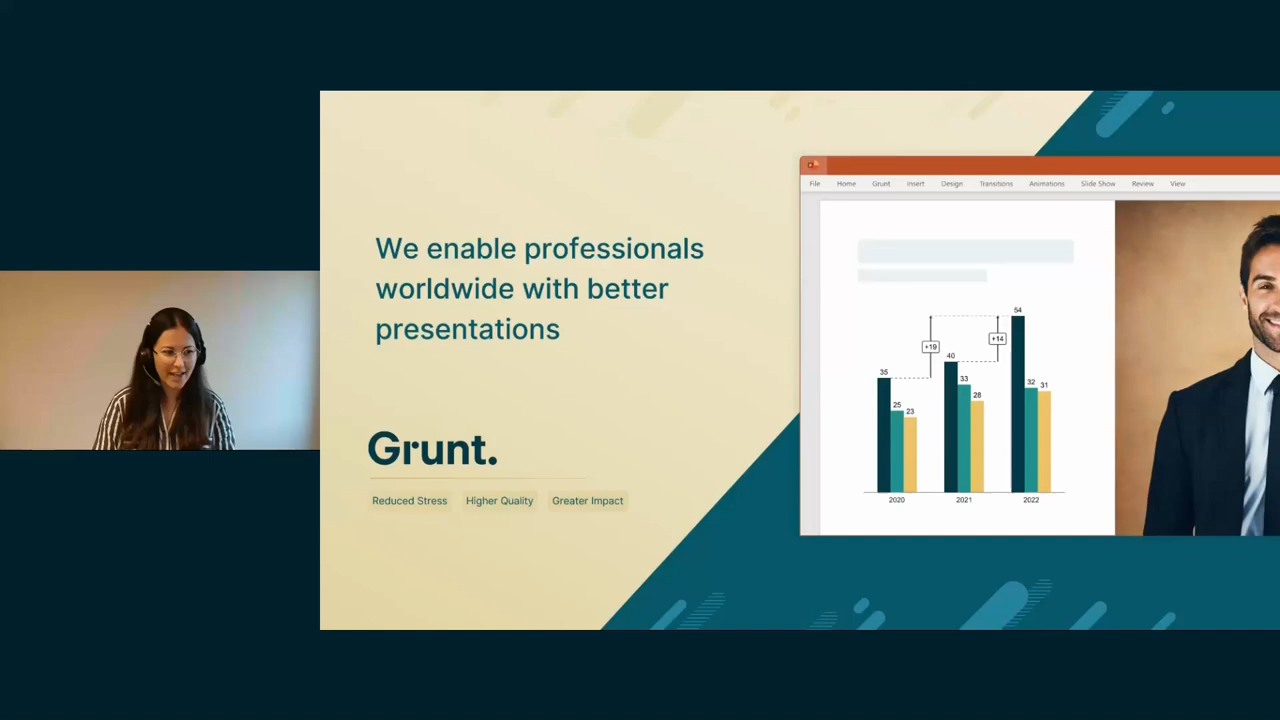 We enable professionals
worldwide with better
presentations
Grunt.
Reduced Stress Higher Quality Greater Impact
File Home Grunt Insert Design Transitions Animations Slide Show Review View
54
+14
+19
40
35
33
32
31
28
25
23
2020 2021 2022